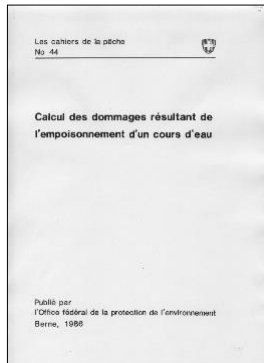 Les cahiers de la pêche
No 44
Calcul des dommages résultant de
l'empoisonnement d'un cours d'eau
Publié par
l'Office fédéral de la protection de l'environnement
Berne, 1986